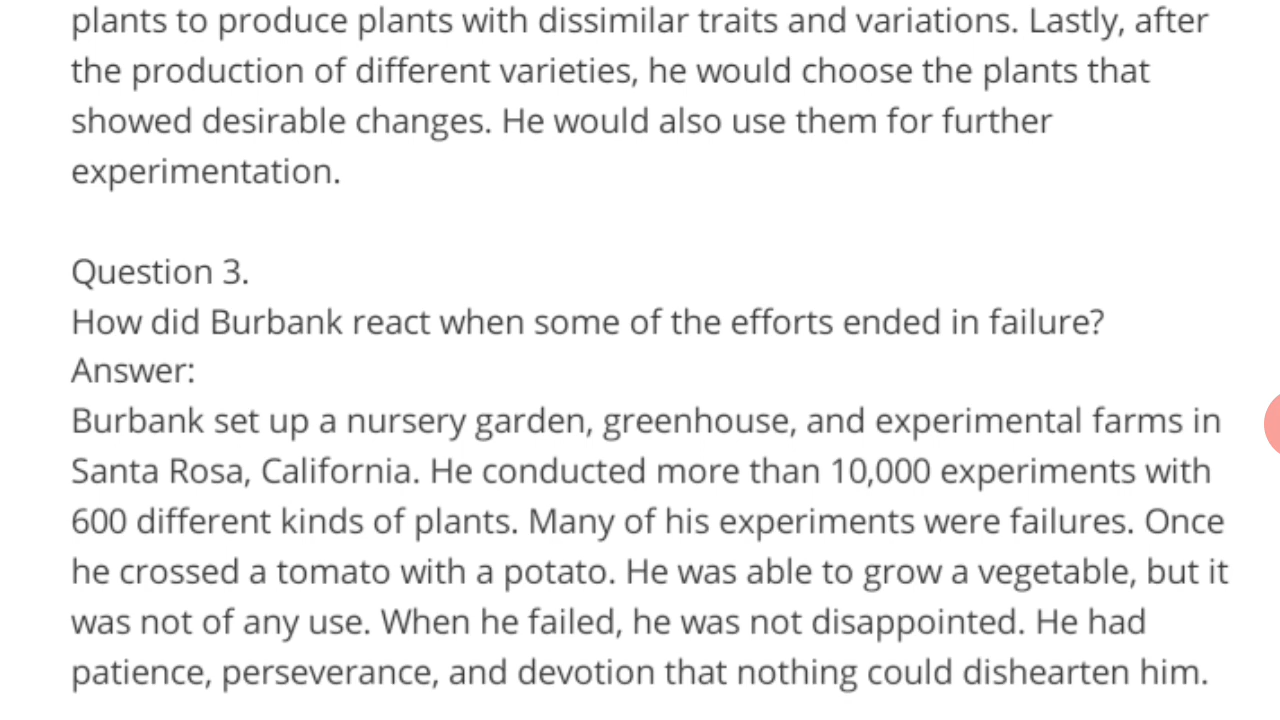 plants to produce plants with dissimilar traits and variations. Lastly, after
the production of different varieties, he would choose the plants that
showed desirable changes. He would also use them for further
experimentation.
Question 3.
How did Burbank react when some of the efforts ended in failure?
Answer:
Burbank set up a nursery garden, greenhouse, and experimental farms in
Santa Rosa, California. He conducted more than 10,000 experiments with
600 different kinds of plants. Many of his experiments were failures. Once
he crossed a tomato with a potato. He was able to grow a vegetable, but it
was not of any use. When he failed, he was not disappointed. He had
patience, perseverance, and devotion that nothing could dishearten him.